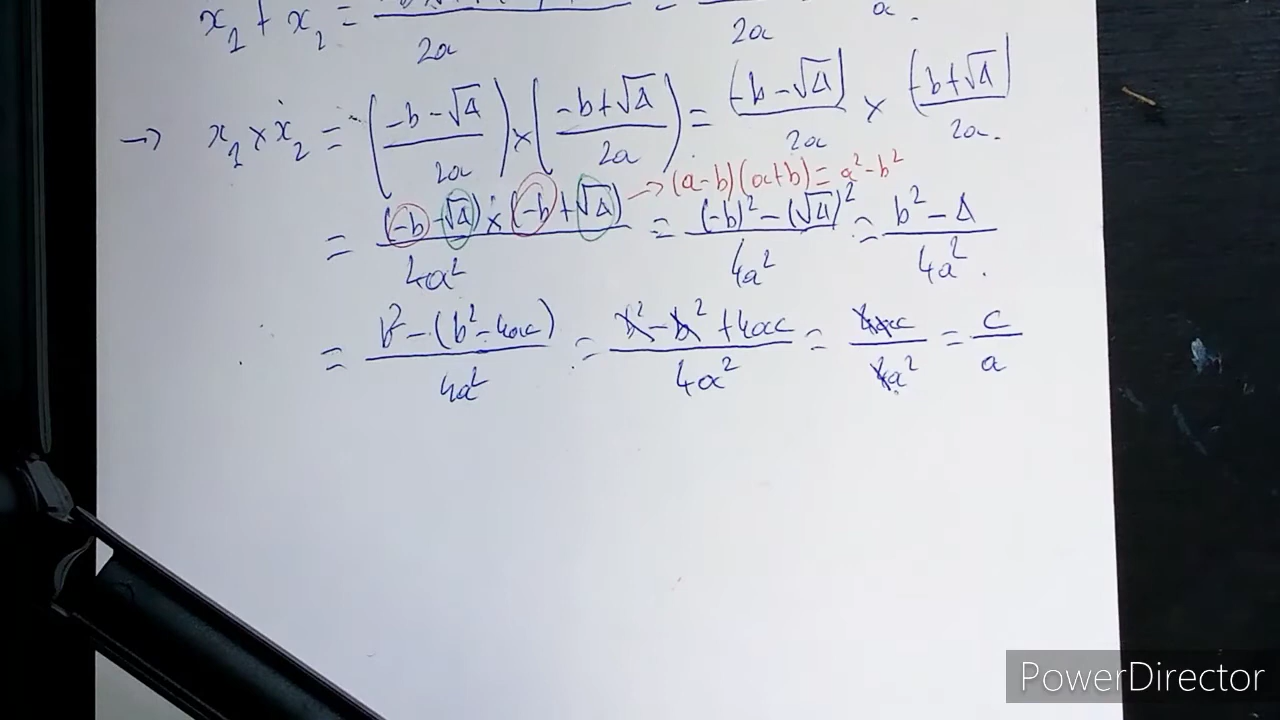 x₁ + x₂ = ─── / 2a = ─── / 2a a.
→ x₁ × x₂ = ((-b - √Δ) / 2a) × ((-b + √Δ) / 2a) = (-b - √Δ) / 2a × (-b + √Δ) / 2a.
= (-b - √Δ) × (-b + √Δ) / 4a² → (a-b)(a+b) = a² - b² = (-b)² - (√Δ)² / 4a² = b² - Δ / 4a².
= b² - (b² - 4ac) / 4a² = b² - b² + 4ac / 4a² = 4ac / 4a² = c / a
PowerDirector